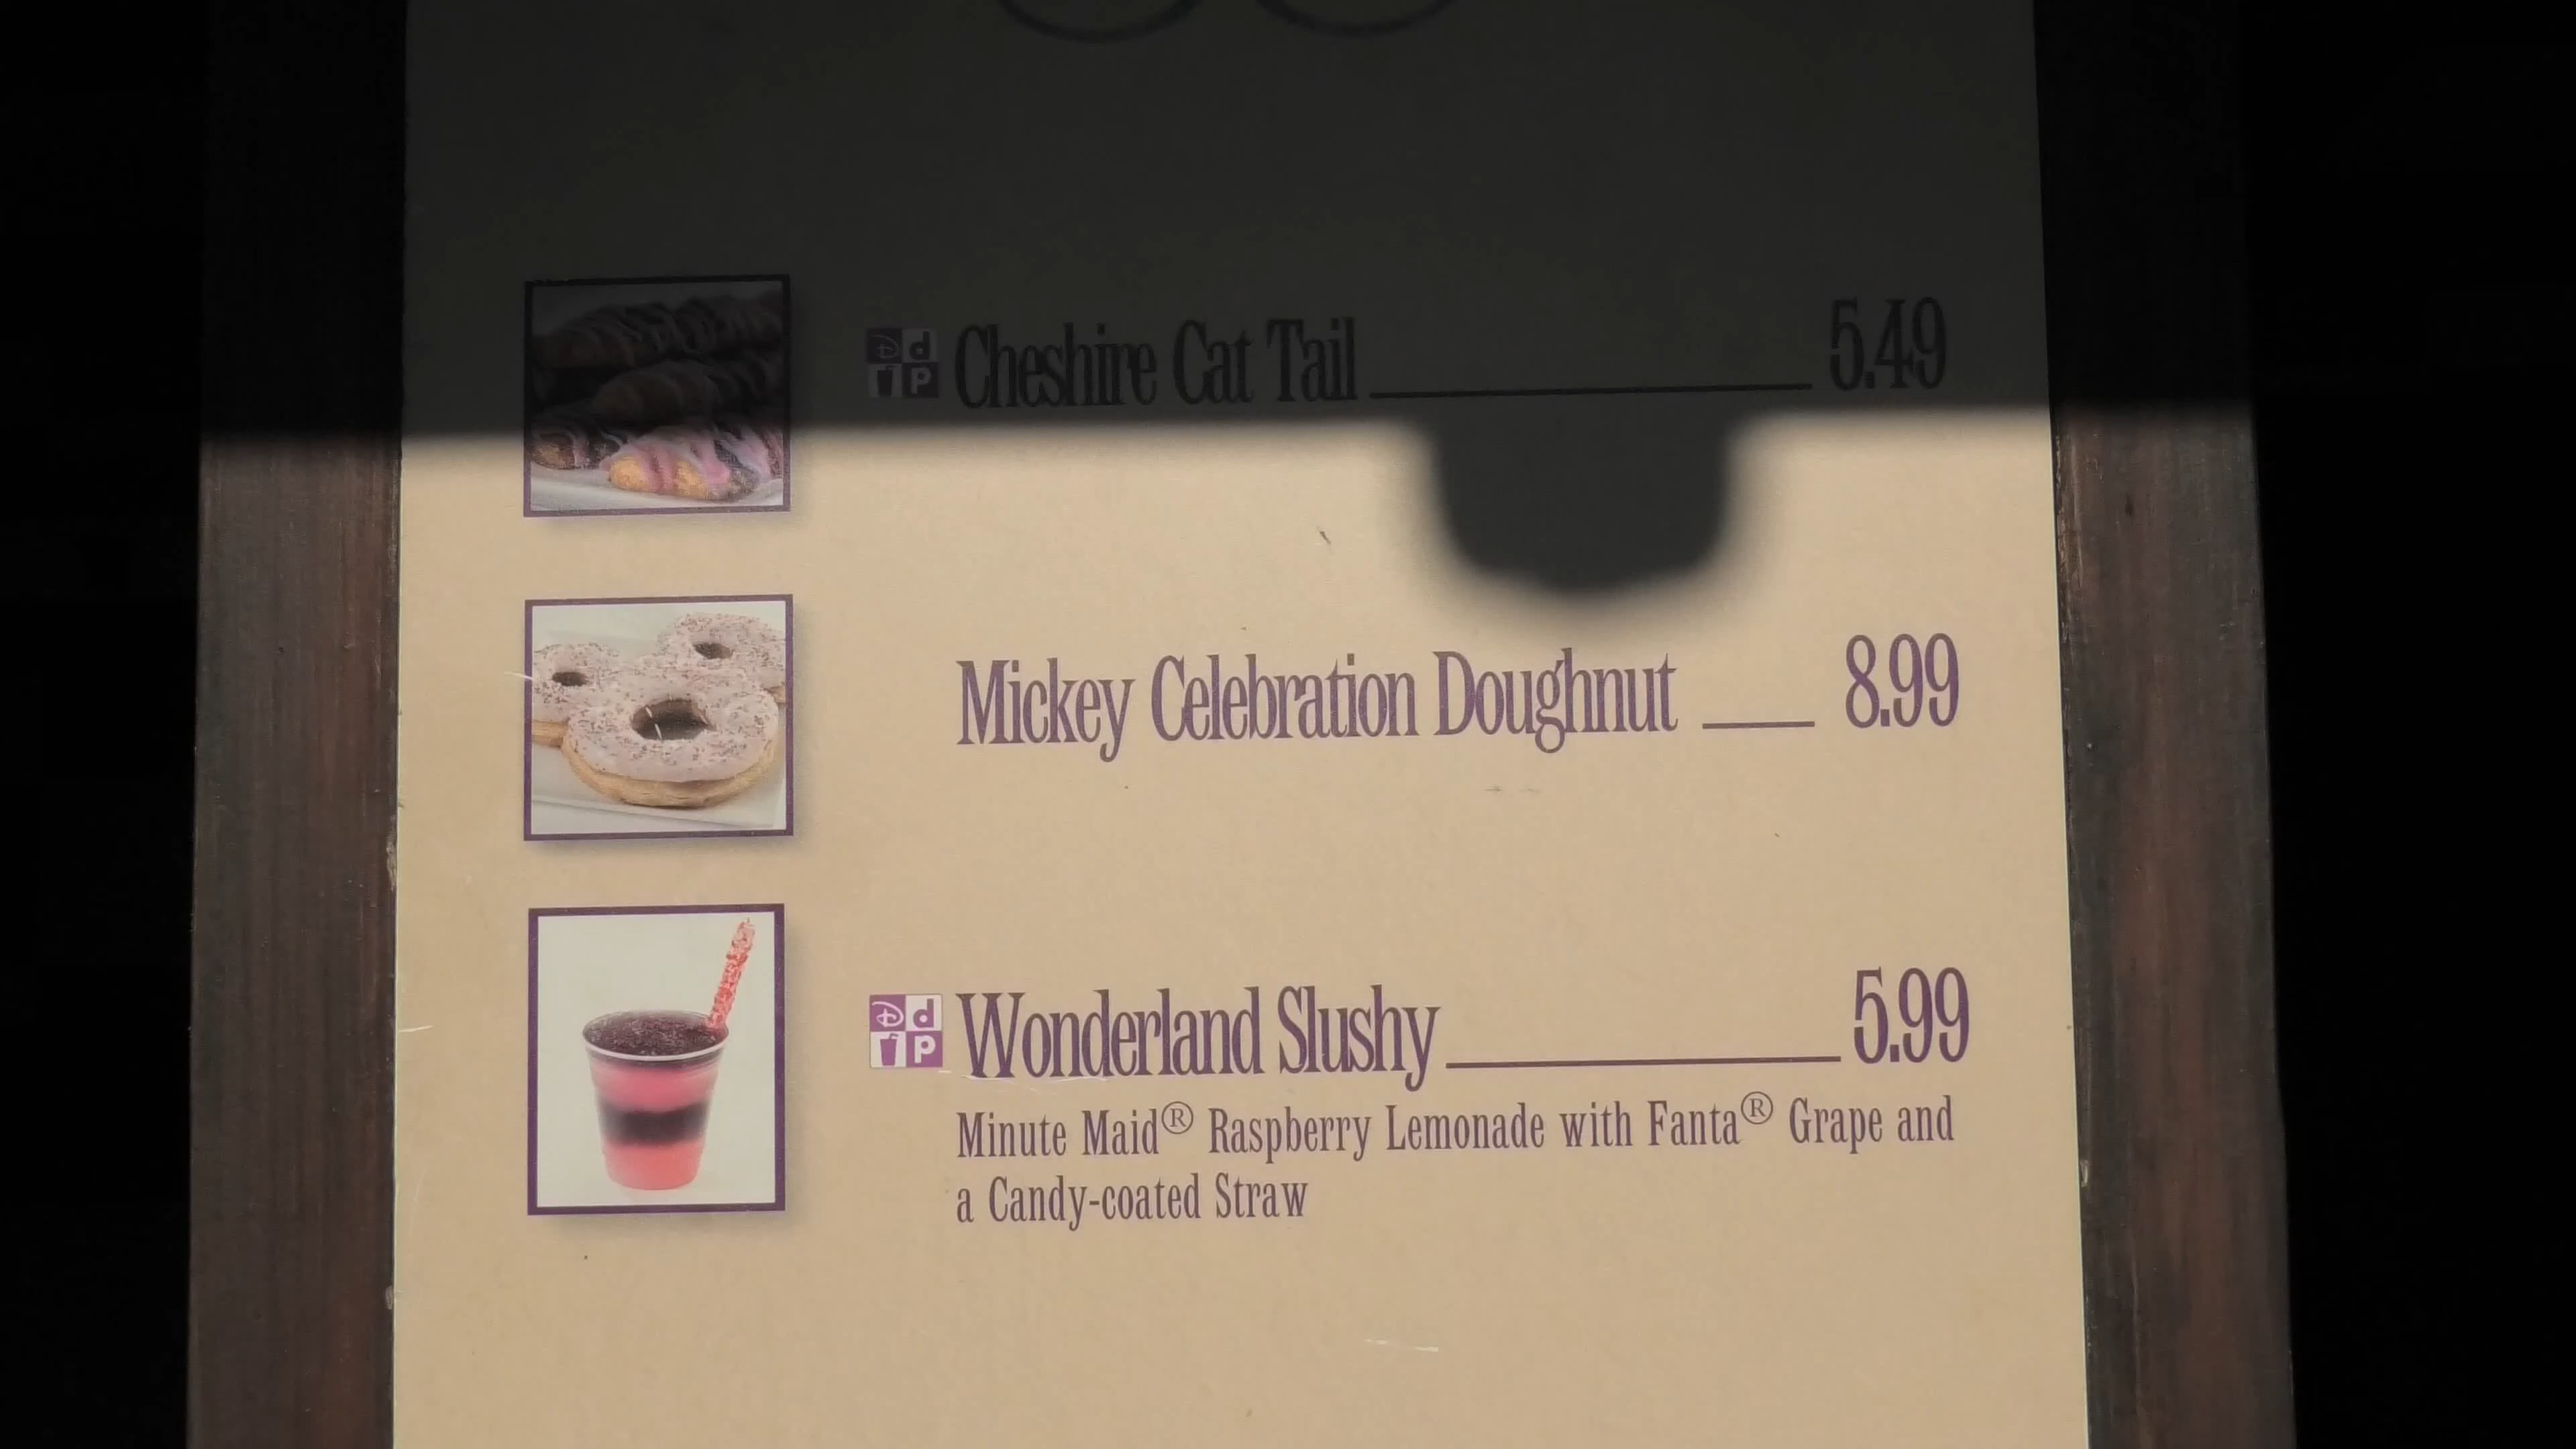 D d Cheshire Cat Tail 5.49
P
Mickey Celebration Doughnut 8.99
D d Wonderland Slushy 5.99
P
Minute Maid® Raspberry Lemonade with Fanta® Grape and
a Candy-coated Straw